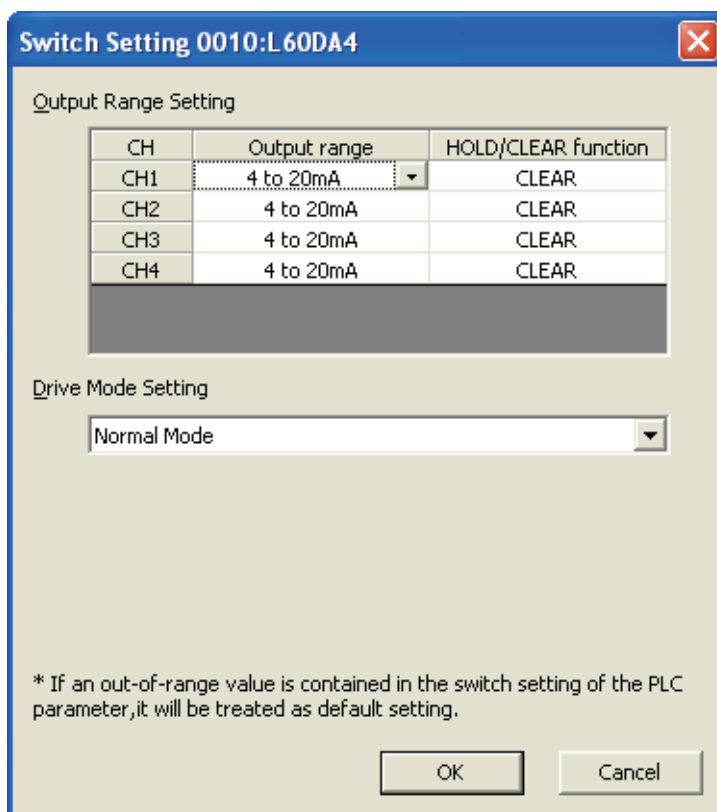 Switch Setting 0010:L60DA4
Output Range Setting
CH Output range HOLD/CLEAR function
CH1 4 to 20mA CLEAR
CH2 4 to 20mA CLEAR
CH3 4 to 20mA CLEAR
CH4 4 to 20mA CLEAR
Drive Mode Setting
Normal Mode
* If an out-of-range value is contained in the switch setting of the PLC
parameter,it will be treated as default setting.
OK Cancel